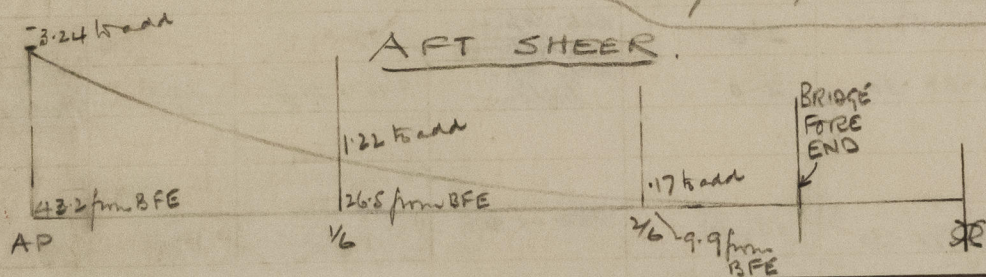 3.24 to add
AFT SHEER.
BRIDGE
FORE
END
1.22 to add
.17 to add
43.2 from BFE
26.5 from BFE
AP
1/6
2/6
9.9 from
BFE